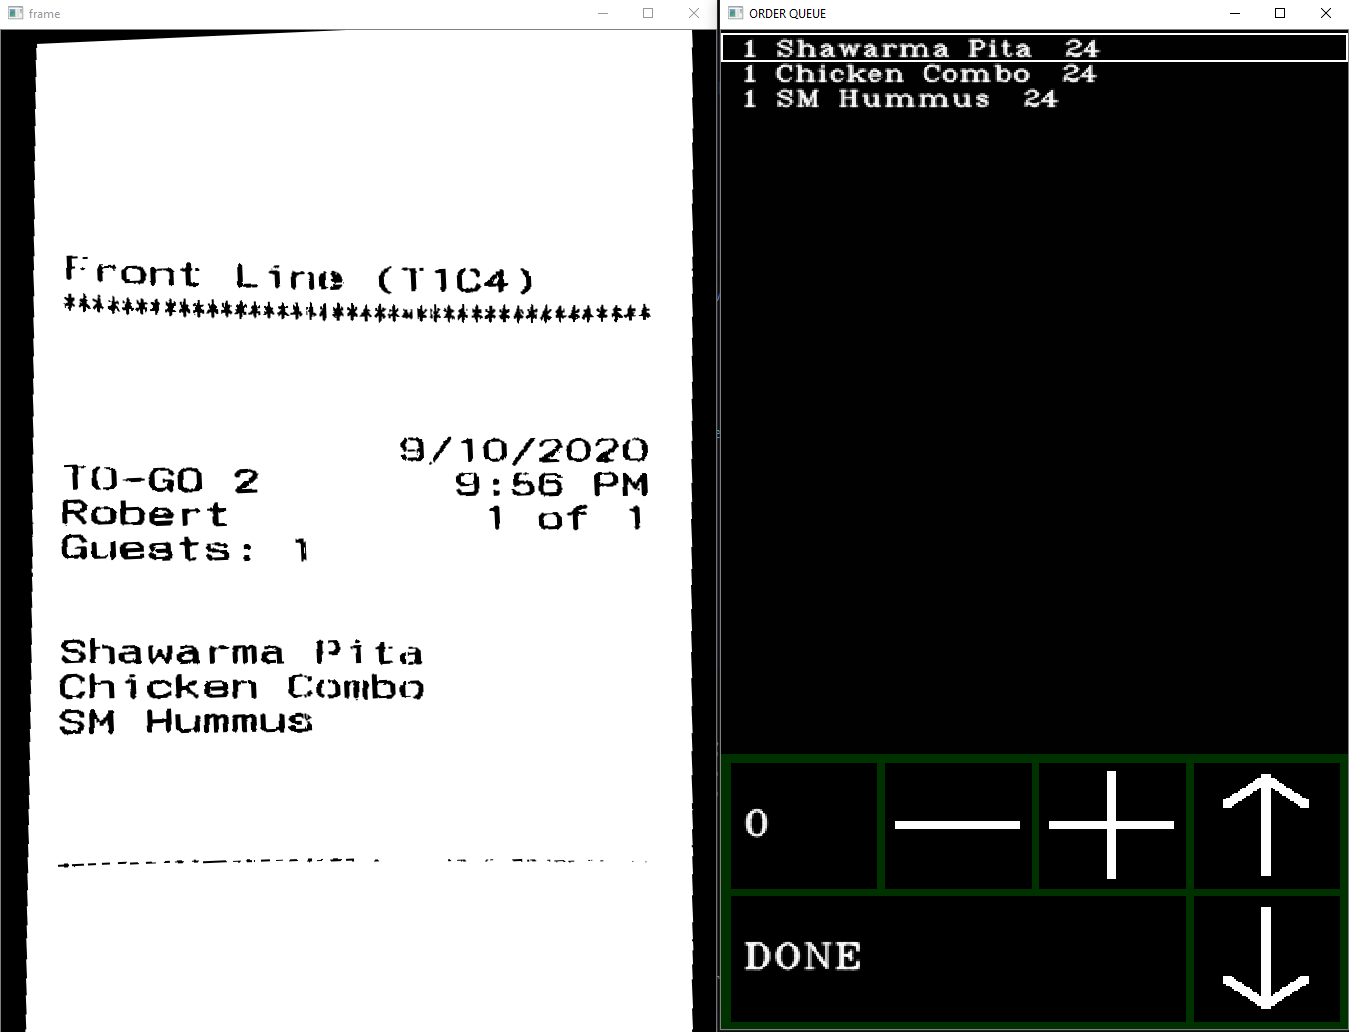 frame
Front Line (T1C4)
*****************************************
9/10/2020
TO-GO 2 9:56 PM
Robert 1 of 1
Guests: 1
Shawarma Pita
Chicken Combo
SM Hummus
ORDER QUEUE
1 Shawarma Pita 24
1 Chicken Combo 24
1 SM Hummus 24
0
DONE